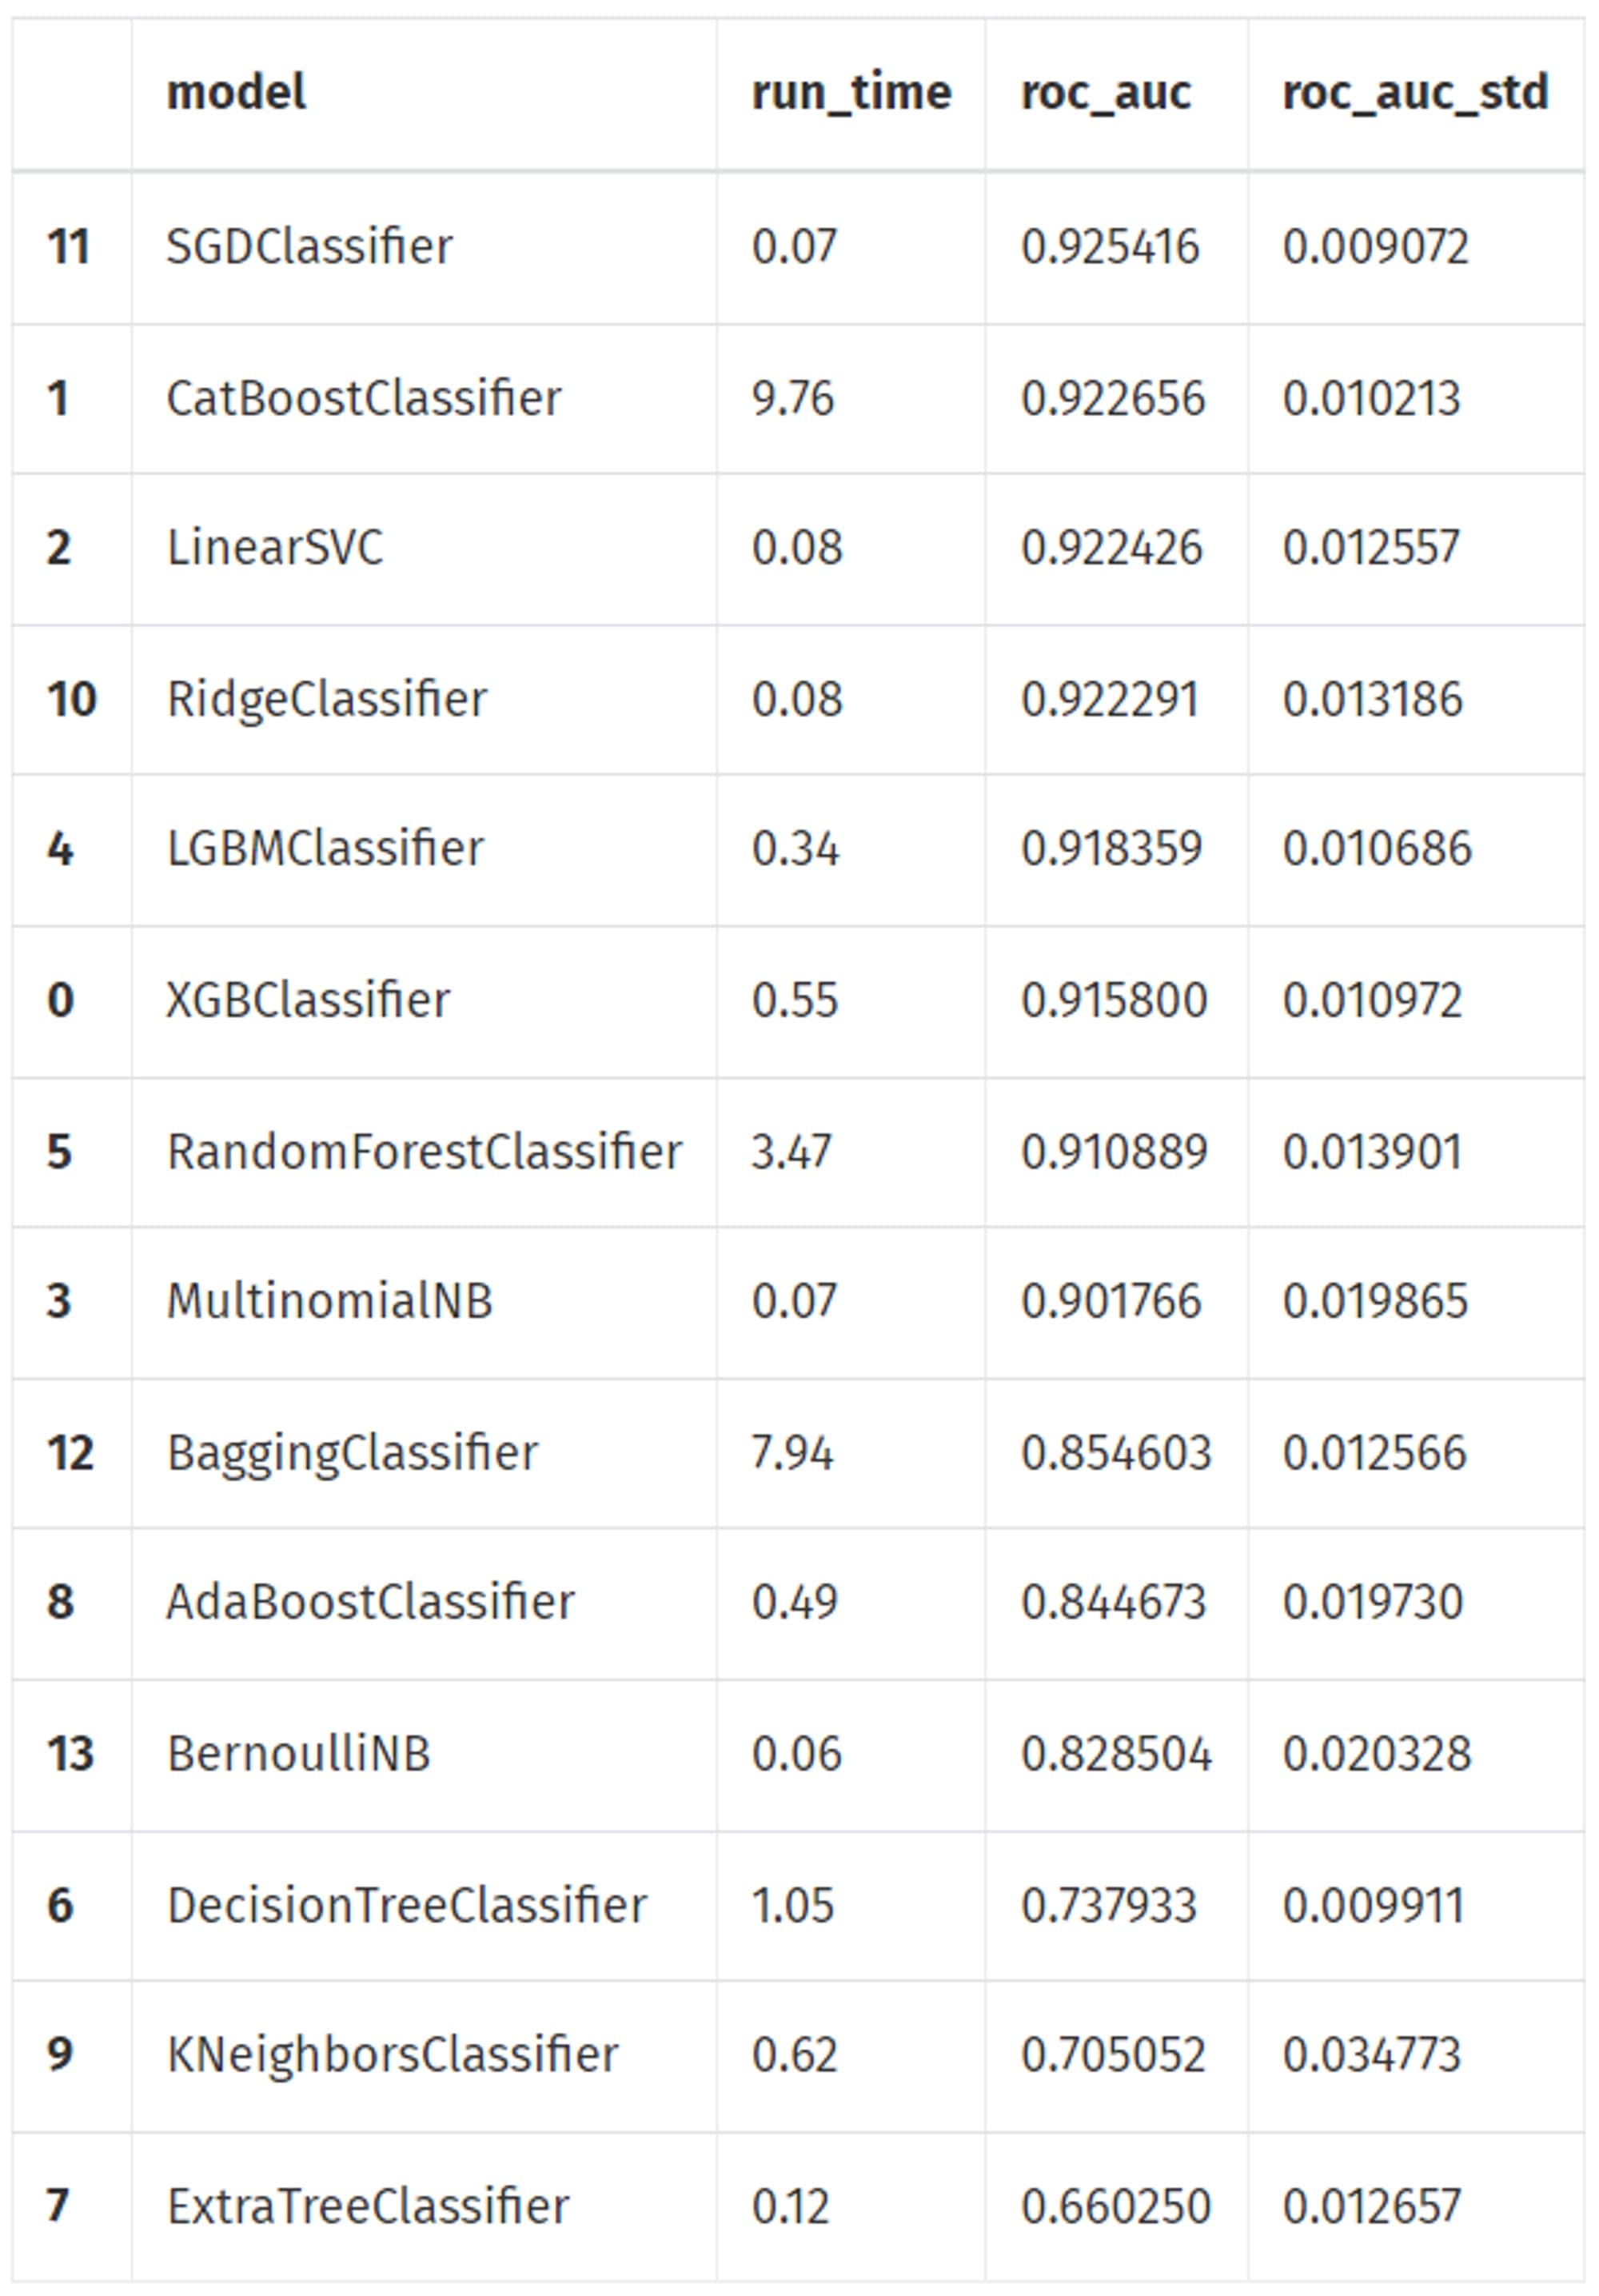 model run_time roc_auc roc_auc_std
11 SGDClassifier 0.07 0.925416 0.009072
1 CatBoostClassifier 9.76 0.922656 0.010213
2 LinearSVC 0.08 0.922426 0.012557
10 RidgeClassifier 0.08 0.922291 0.013186
4 LGBMClassifier 0.34 0.918359 0.010686
0 XGBClassifier 0.55 0.915800 0.010972
5 RandomForestClassifier 3.47 0.910889 0.013901
3 MultinomialNB 0.07 0.901766 0.019865
12 BaggingClassifier 7.94 0.854603 0.012566
8 AdaBoostClassifier 0.49 0.844673 0.019730
13 BernoulliNB 0.06 0.828504 0.020328
6 DecisionTreeClassifier 1.05 0.737933 0.009911
9 KNeighborsClassifier 0.62 0.705052 0.034773
7 ExtraTreeClassifier 0.12 0.660250 0.012657